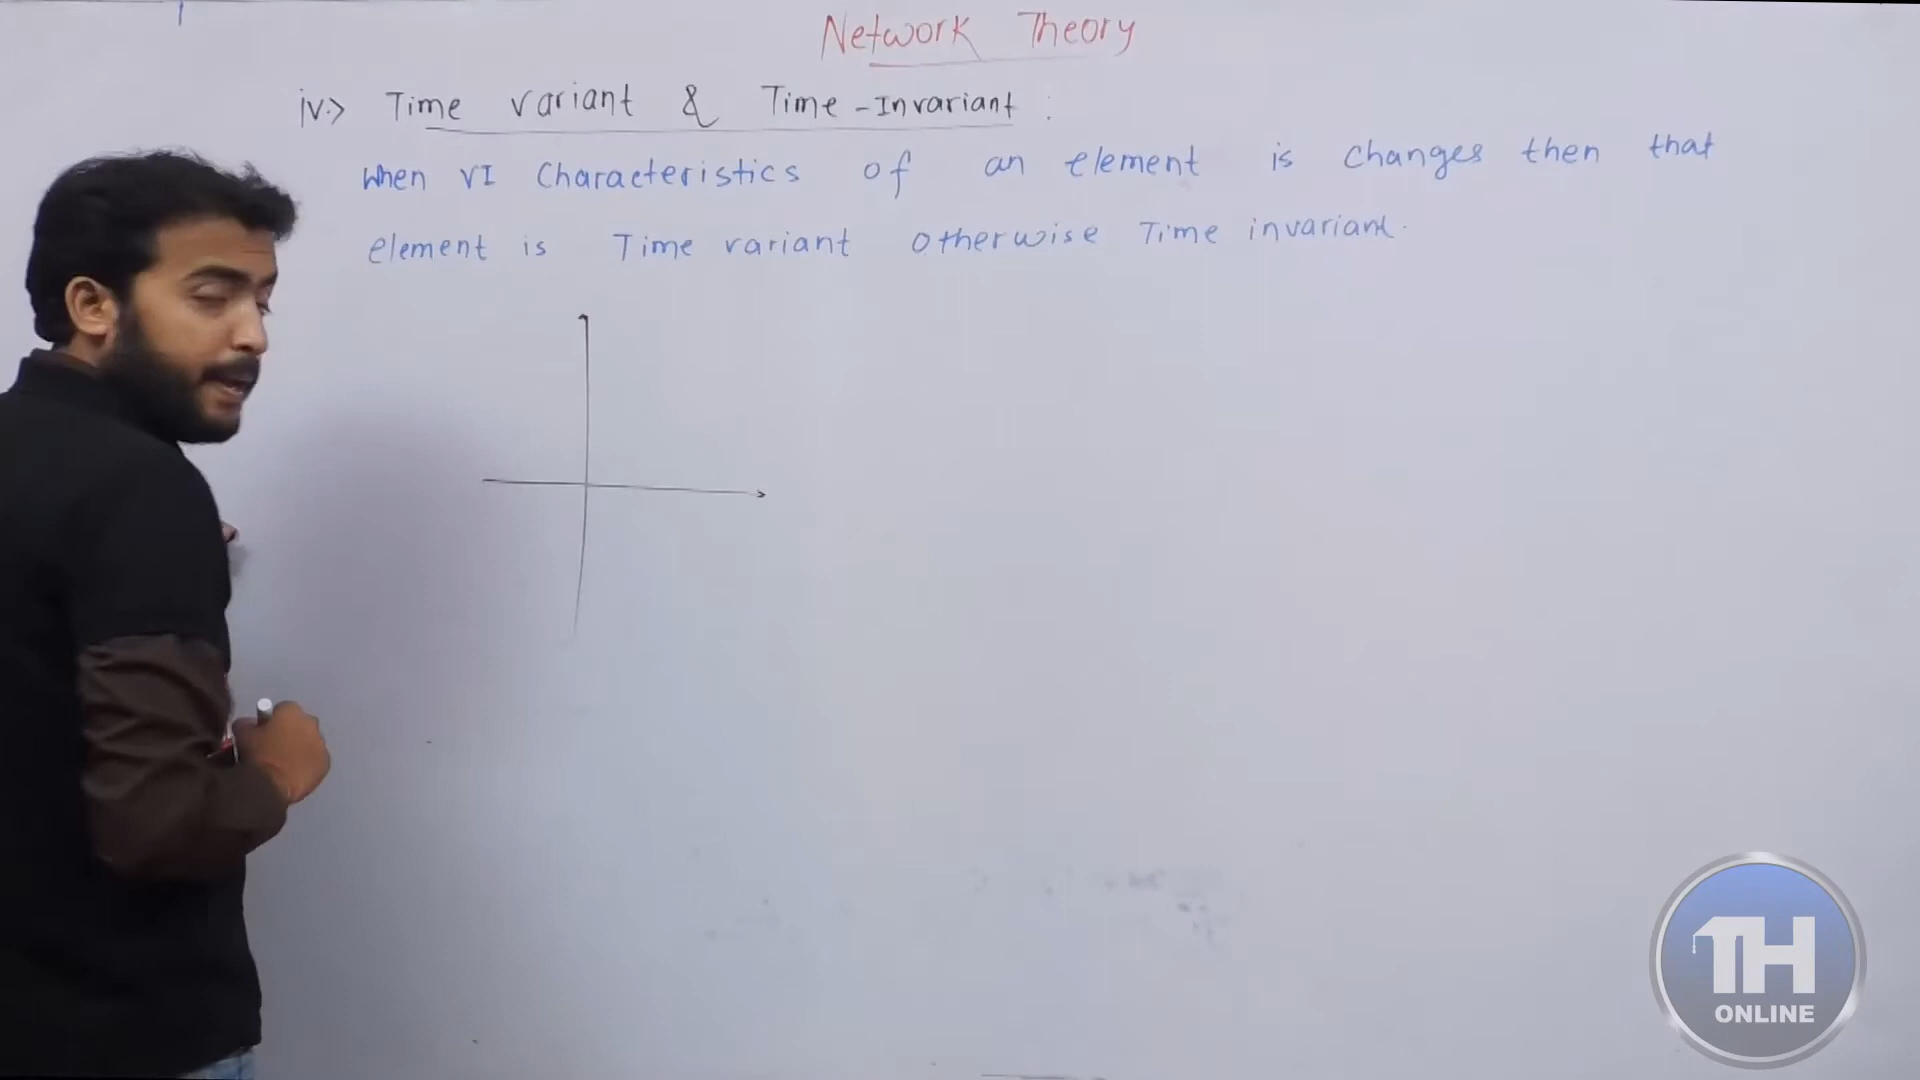 Network Theory
iv.> Time variant & Time-Invariant :
When VI Characteristics of an element is changes then that
element is Time variant otherwise Time invariant.
TH
ONLINE